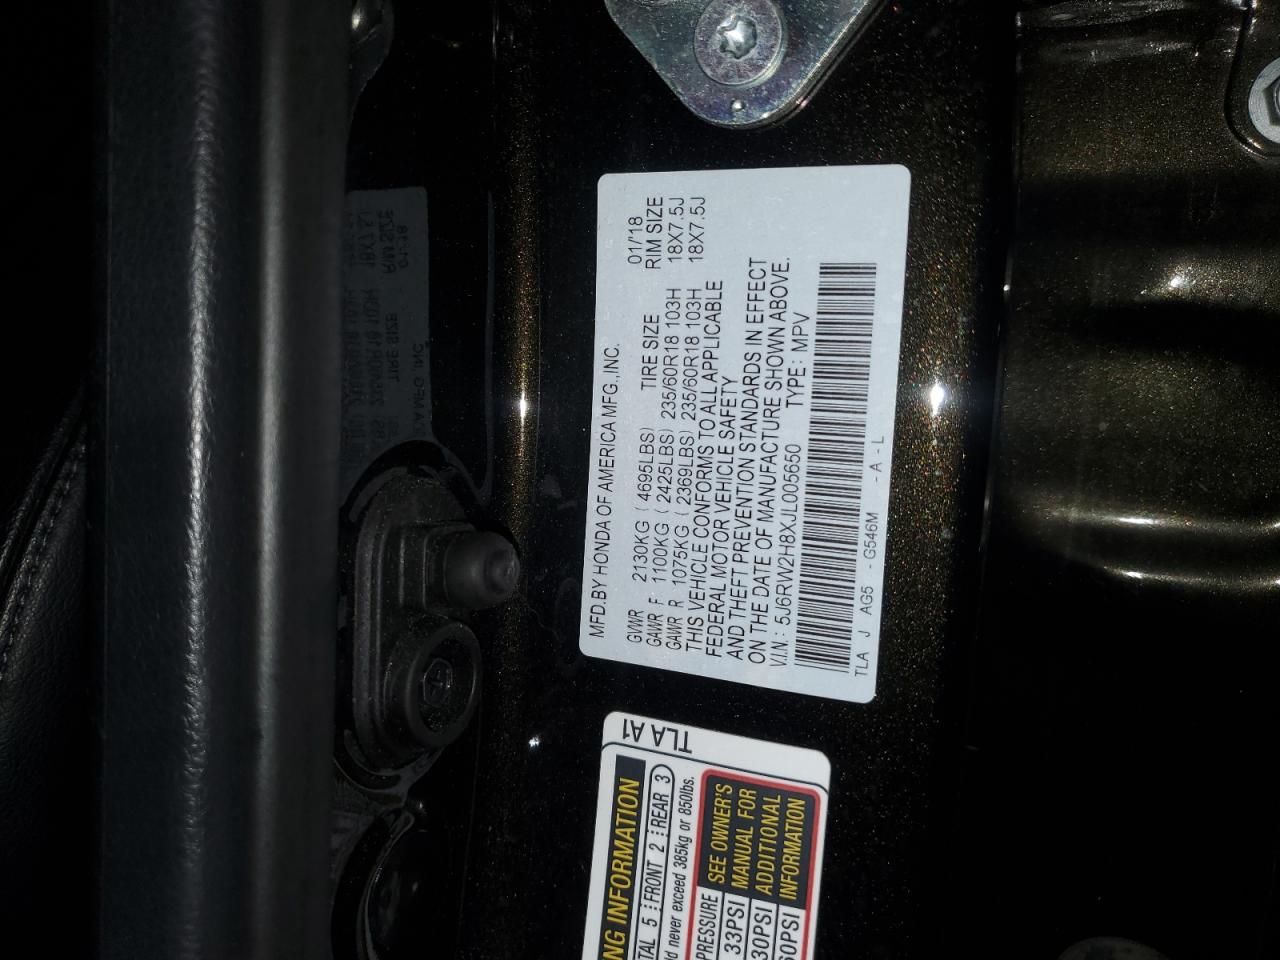 MFD. BY HONDA OF AMERICA MFG., INC. 01/18
GVWR 2130KG ( 4695LBS) TIRE SIZE RIM SIZE
GAWR F 1100KG ( 2425LBS) 235/60R18 103H 18X7.5J
GAWR R 1075KG ( 2369LBS) 235/60R18 103H 18X7.5J
THIS VEHICLE CONFORMS TO ALL APPLICABLE
FEDERAL MOTOR VEHICLE SAFETY
AND THEFT PREVENTION STANDARDS IN EFFECT
ON THE DATE OF MANUFACTURE SHOWN ABOVE.
V.I.N.: 5J6RW2H8XJL005650 TYPE: MPV
TLA J AG5 - G546M - A - L
TLA A1
INFORMATION
5 FRONT 2 REAR 3
never exceed 385kg or 850lbs.
PRESSURE
33PSI
30PSI
60PSI
SEE OWNER'S
MANUAL FOR
ADDITIONAL
INFORMATION